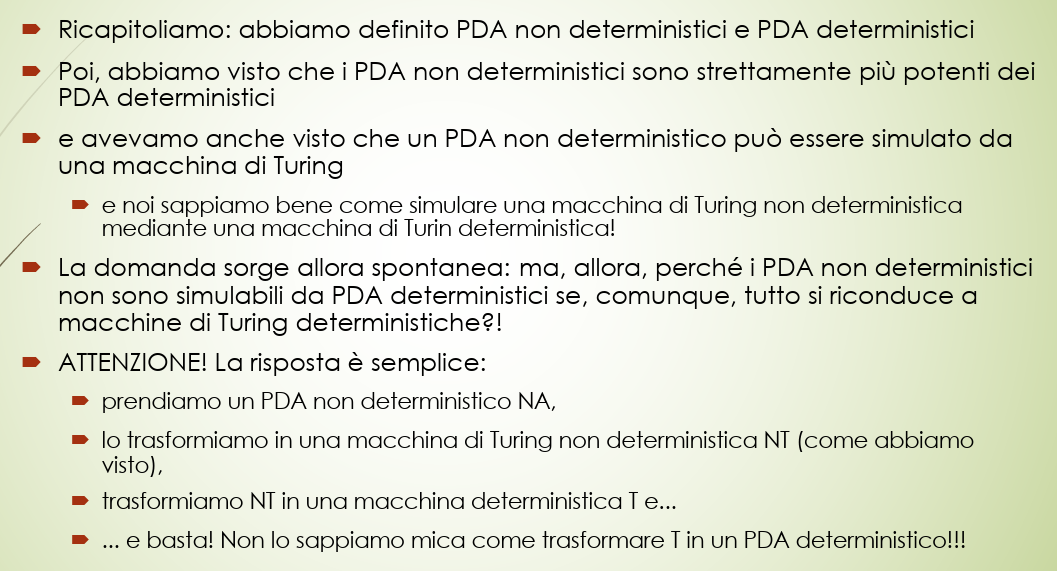 Ricapitoliamo: abbiamo definito PDA non deterministici e PDA deterministici
Poi, abbiamo visto che i PDA non deterministici sono strettamente più potenti dei
PDA deterministici
e avevamo anche visto che un PDA non deterministico può essere simulato da
una macchina di Turing
e noi sappiamo bene come simulare una macchina di Turing non deterministica
mediante una macchina di Turin deterministica!
La domanda sorge allora spontanea: ma, allora, perché i PDA non deterministici
non sono simulabili da PDA deterministici se, comunque, tutto si riconduce a
macchine di Turing deterministiche?!
ATTENZIONE! La risposta è semplice:
prendiamo un PDA non deterministico NA,
lo trasformiamo in una macchina di Turing non deterministica NT (come abbiamo
visto),
trasformiamo NT in una macchina deterministica T e...
... e basta! Non lo sappiamo mica come trasformare T in un PDA deterministico!!!